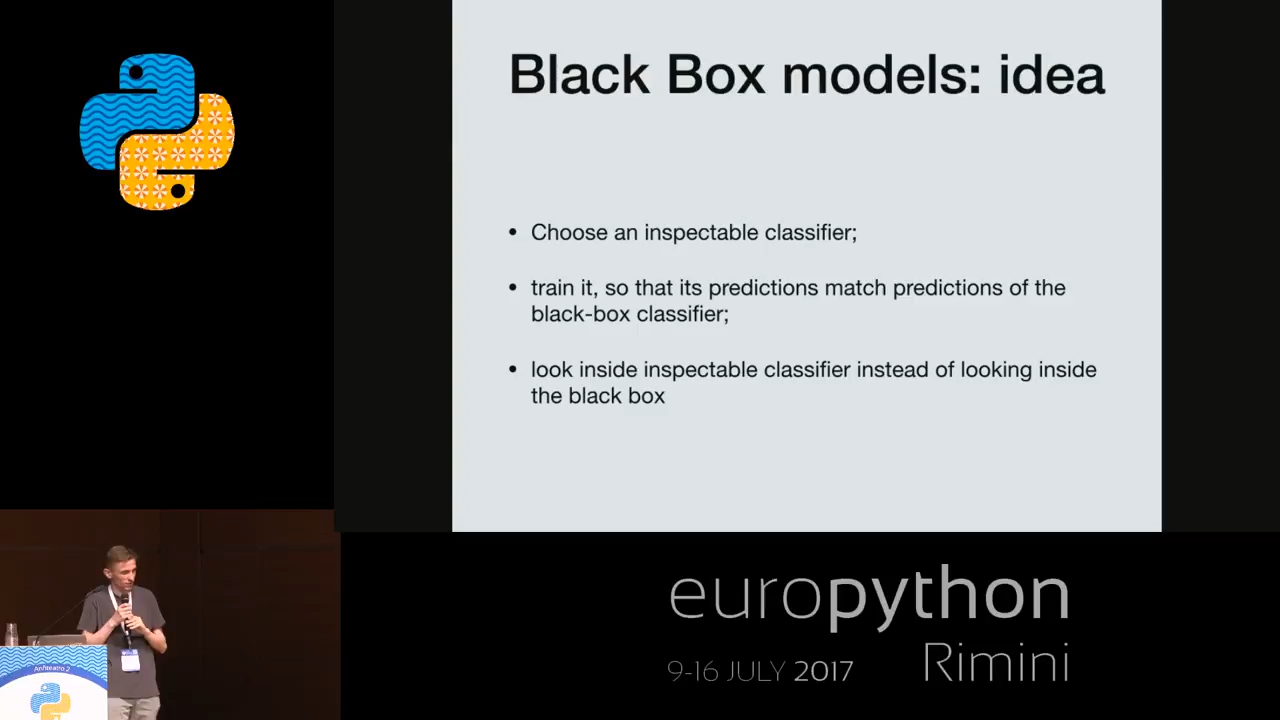 Black Box models: idea
• Choose an inspectable classifier;
• train it, so that its predictions match predictions of the
black-box classifier;
• look inside inspectable classifier instead of looking inside
the black box
Anfiteatro 2
europython
Rimini
9-16 JULY 2017